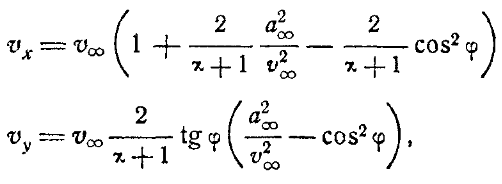 v_x = v_∞ (1 + 2/(ϰ+1) a_∞^2/v_∞^2 − 2/(ϰ+1) cos² φ)
v_y = v_∞ 2/(ϰ+1) tg φ (a_∞^2/v_∞^2 − cos² φ),